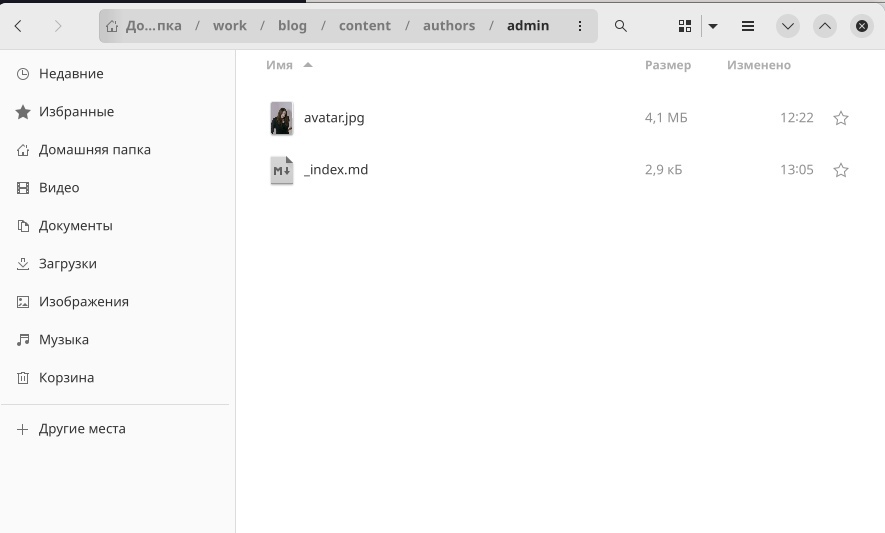 До...пка / work / blog / content / authors / admin
Недавние
Избранные
Домашняя папка
Видео
Документы
Загрузки
Изображения
Музыка
Корзина
Другие места
Имя Размер Изменено
avatar.jpg 4,1 МБ 12:22
M _index.md 2,9 кБ 13:05